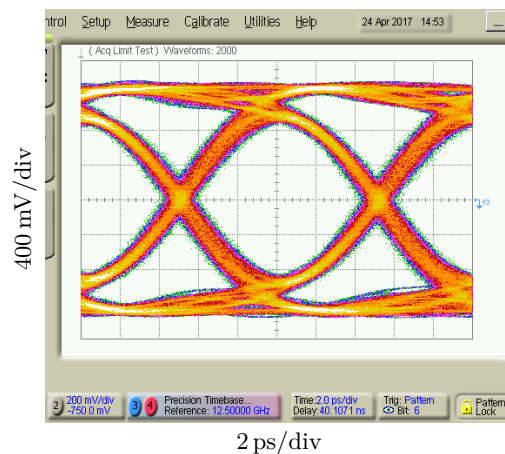 ntrol Setup Measure Calibrate Utilities Help 24 Apr 2017 14:53
( Acq Limit Test ) Waveforms: 2000
400 mV/div
f3
2 200 mV/div
-750.0 mV
3 4 Precision Timebase...
Reference: 12.50000 GHz
Time:2.0 ps/div
Delay:40.1071 ns
Trig: Pattern
Bit: 6
Pattern
Lock
2 ps/div